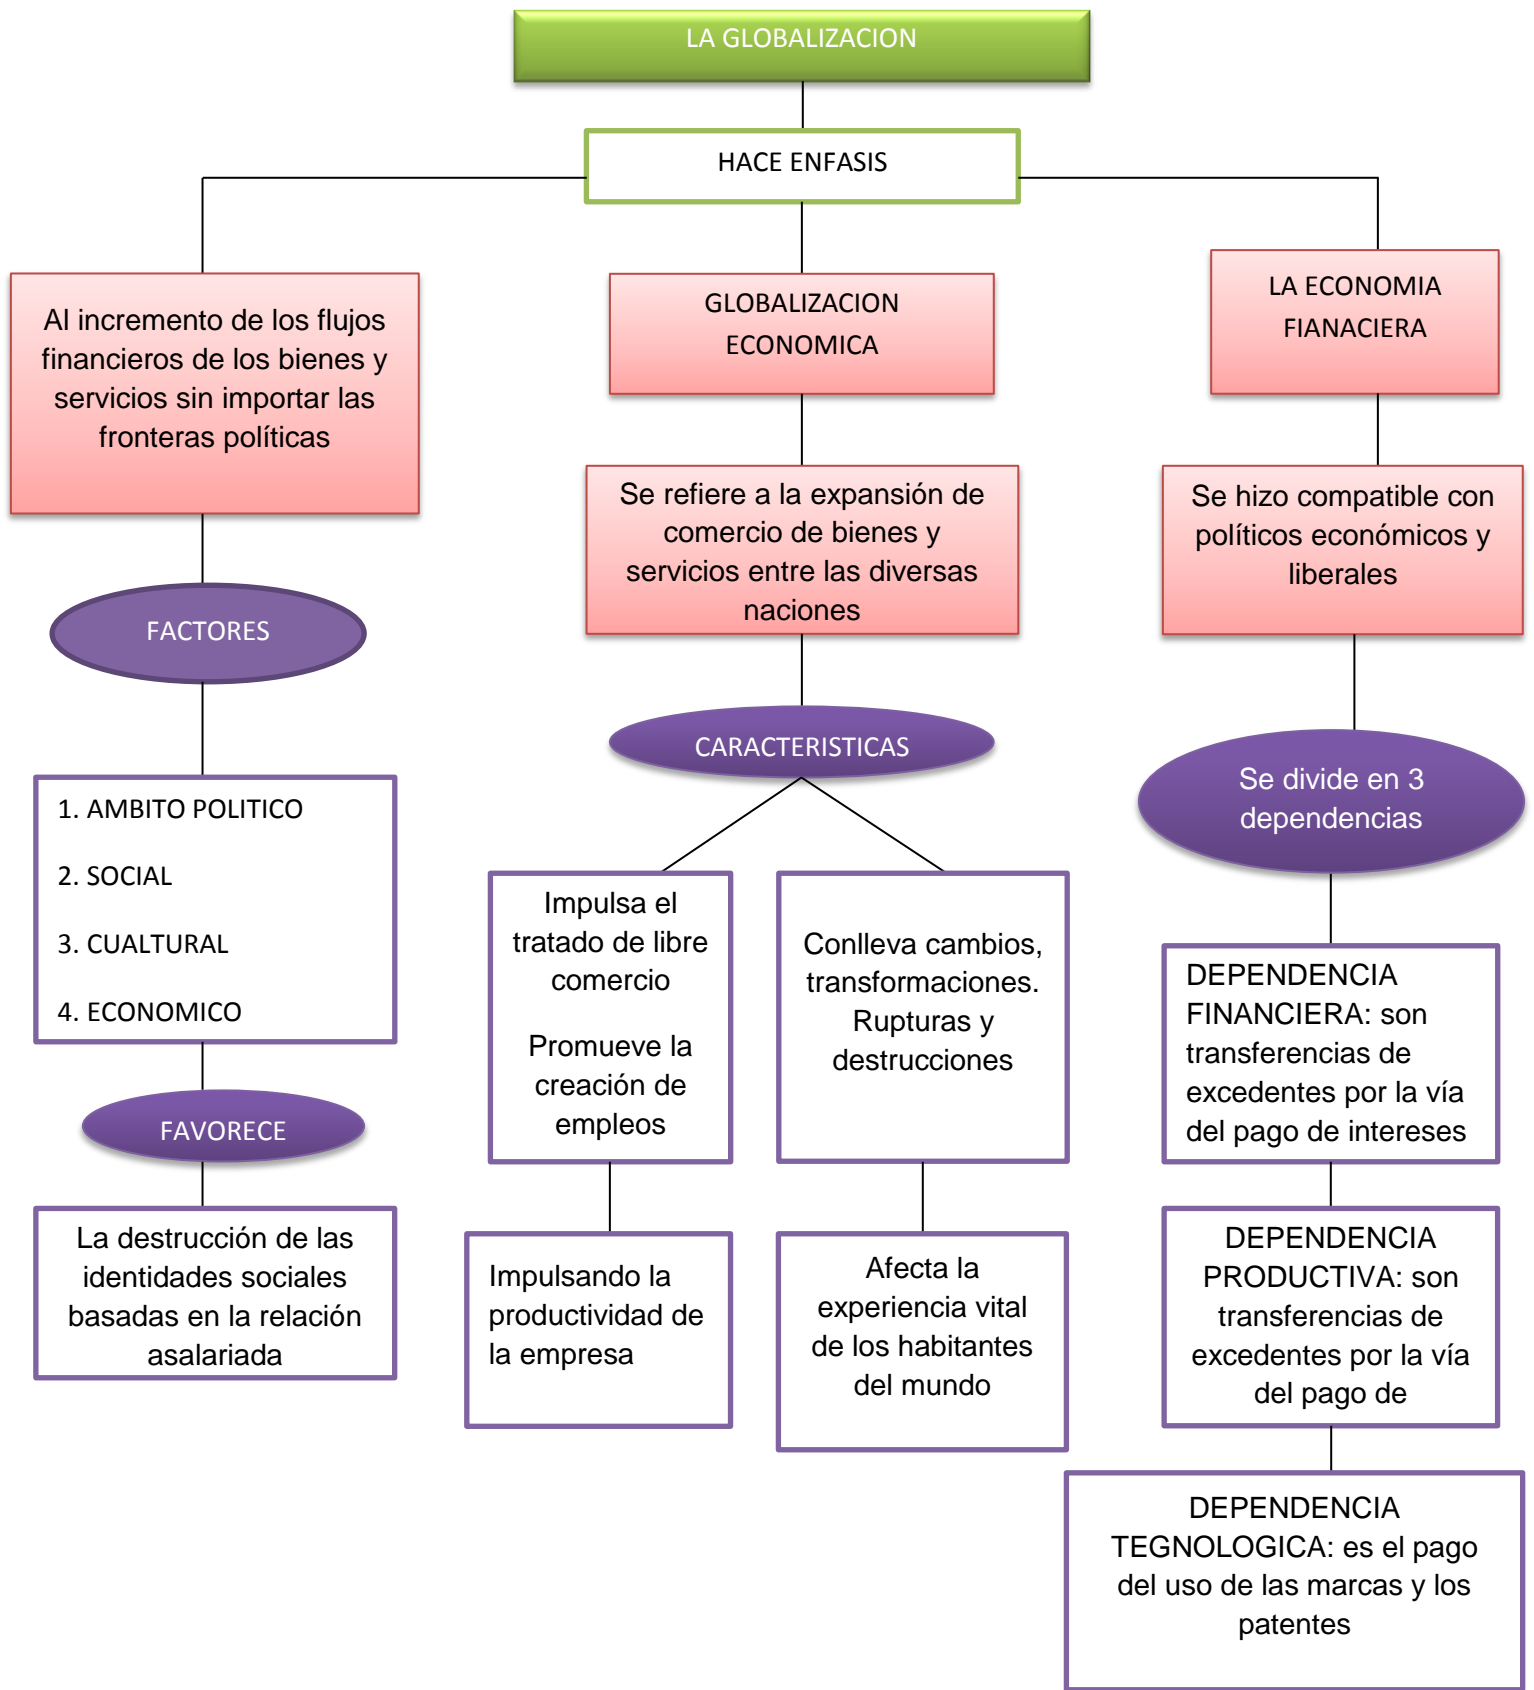 LA GLOBALIZACION
HACE ENFASIS
Al incremento de los flujos
financieros de los bienes y
servicios sin importar las
fronteras políticas
FACTORES
1. AMBITO POLITICO
2. SOCIAL
3. CUALTURAL
4. ECONOMICO
FAVORECE
La destrucción de las
identidades sociales
basadas en la relación
asalariada
GLOBALIZACION
ECONOMICA
Se refiere a la expansión de
comercio de bienes y
servicios entre las diversas
naciones
CARACTERISTICAS
Impulsa el
tratado de libre
comercio
Promueve la
creación de
empleos
Impulsando la
productividad de
la empresa
Conlleva cambios,
transformaciones.
Rupturas y
destrucciones
Afecta la
experiencia vital
de los habitantes
del mundo
LA ECONOMIA
FIANACIERA
Se hizo compatible con
políticos económicos y
liberales
Se divide en 3
dependencias
DEPENDENCIA
FINANCIERA: son
transferencias de
excedentes por la vía
del pago de intereses
DEPENDENCIA
PRODUCTIVA: son
transferencias de
excedentes por la vía
del pago de
DEPENDENCIA
TEGNOLOGICA: es el pago
del uso de las marcas y los
patentes